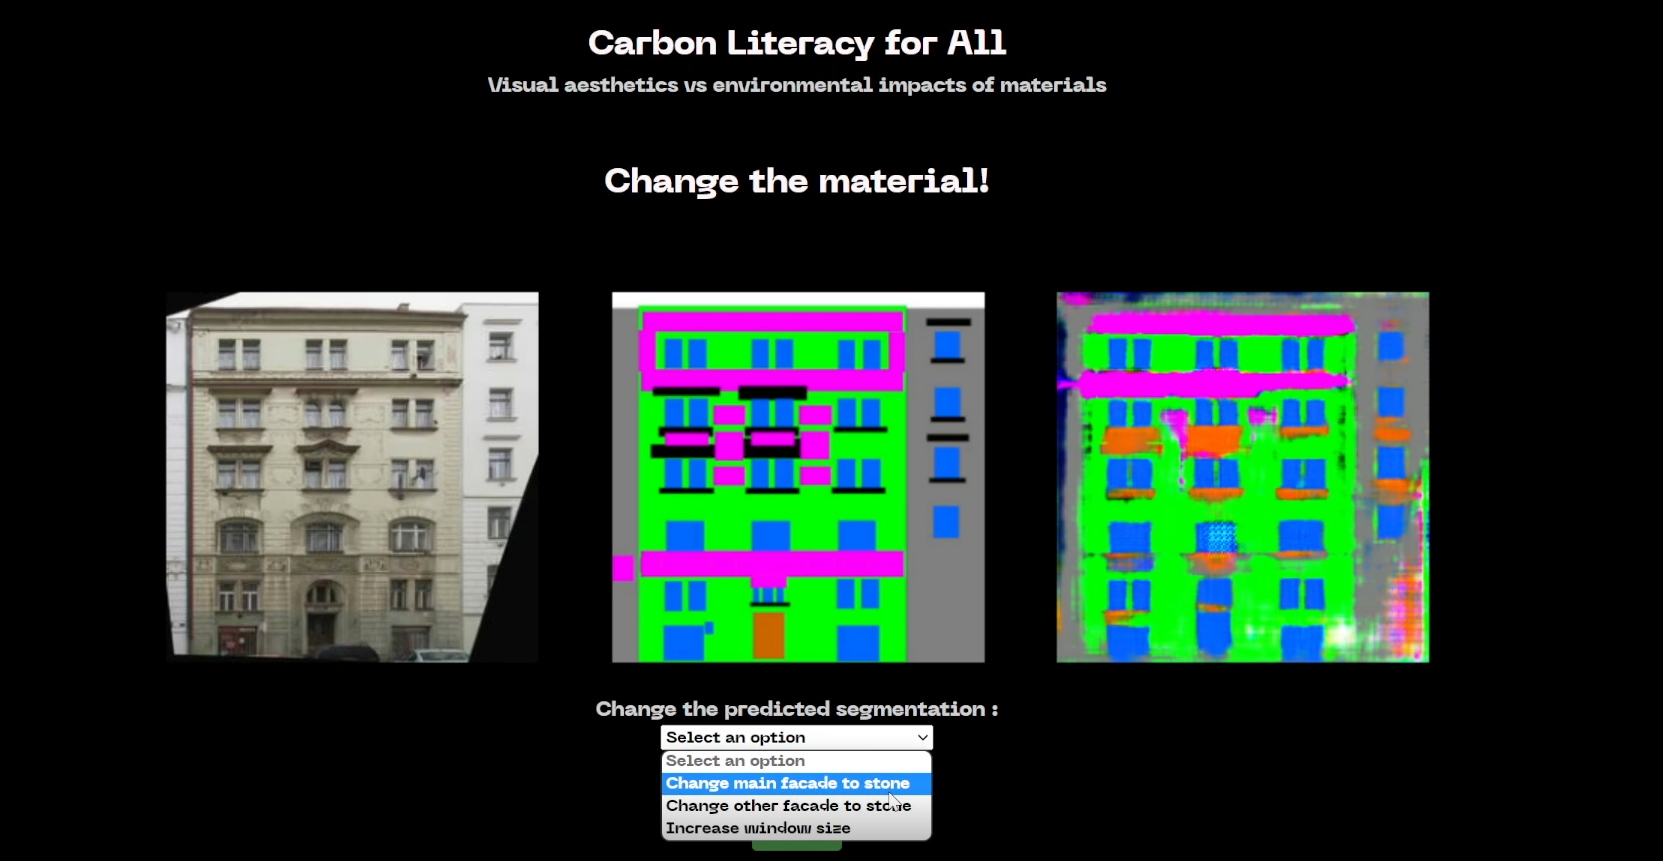 Carbon Literacy for All
Visual aesthetics vs environmental impacts of materials
Change the material!
Change the predicted segmentation :
Select an option
Select an option
Change main facade to stone
Change other facade to stone
Increase window size